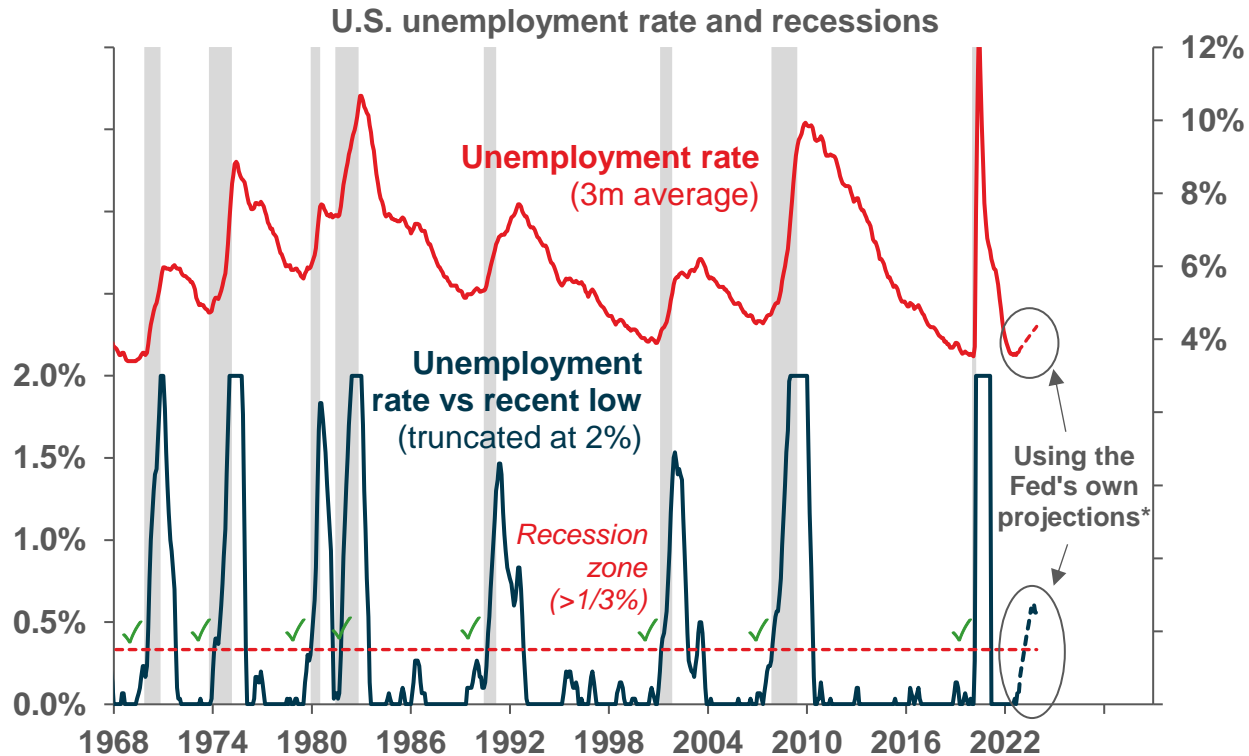 U.S. unemployment rate and recessions
12%
10%
8%
6%
4%
Unemployment rate
(3m average)
Unemployment
rate vs recent low
(truncated at 2%)
2.0%
1.5%
1.0%
0.5%
0.0%
Recession
zone
(>1/3%)
Using the
Fed's own
projections*
1968 1974 1980 1986 1992 1998 2004 2010 2016 2022